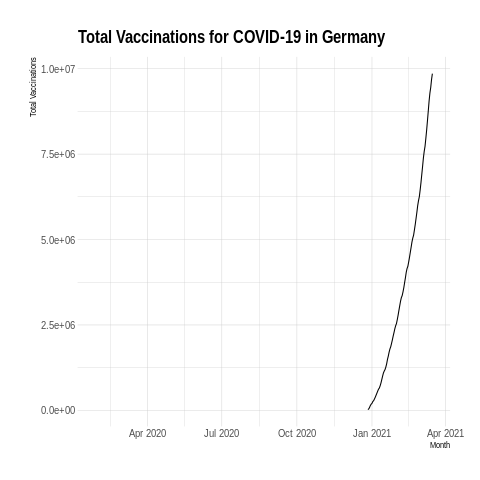 Total Vaccinations for COVID-19 in Germany
Total Vaccinations
1.0e+07
7.5e+06
5.0e+06
2.5e+06
0.0e+00
Apr 2020 Jul 2020 Oct 2020 Jan 2021 Apr 2021
Month